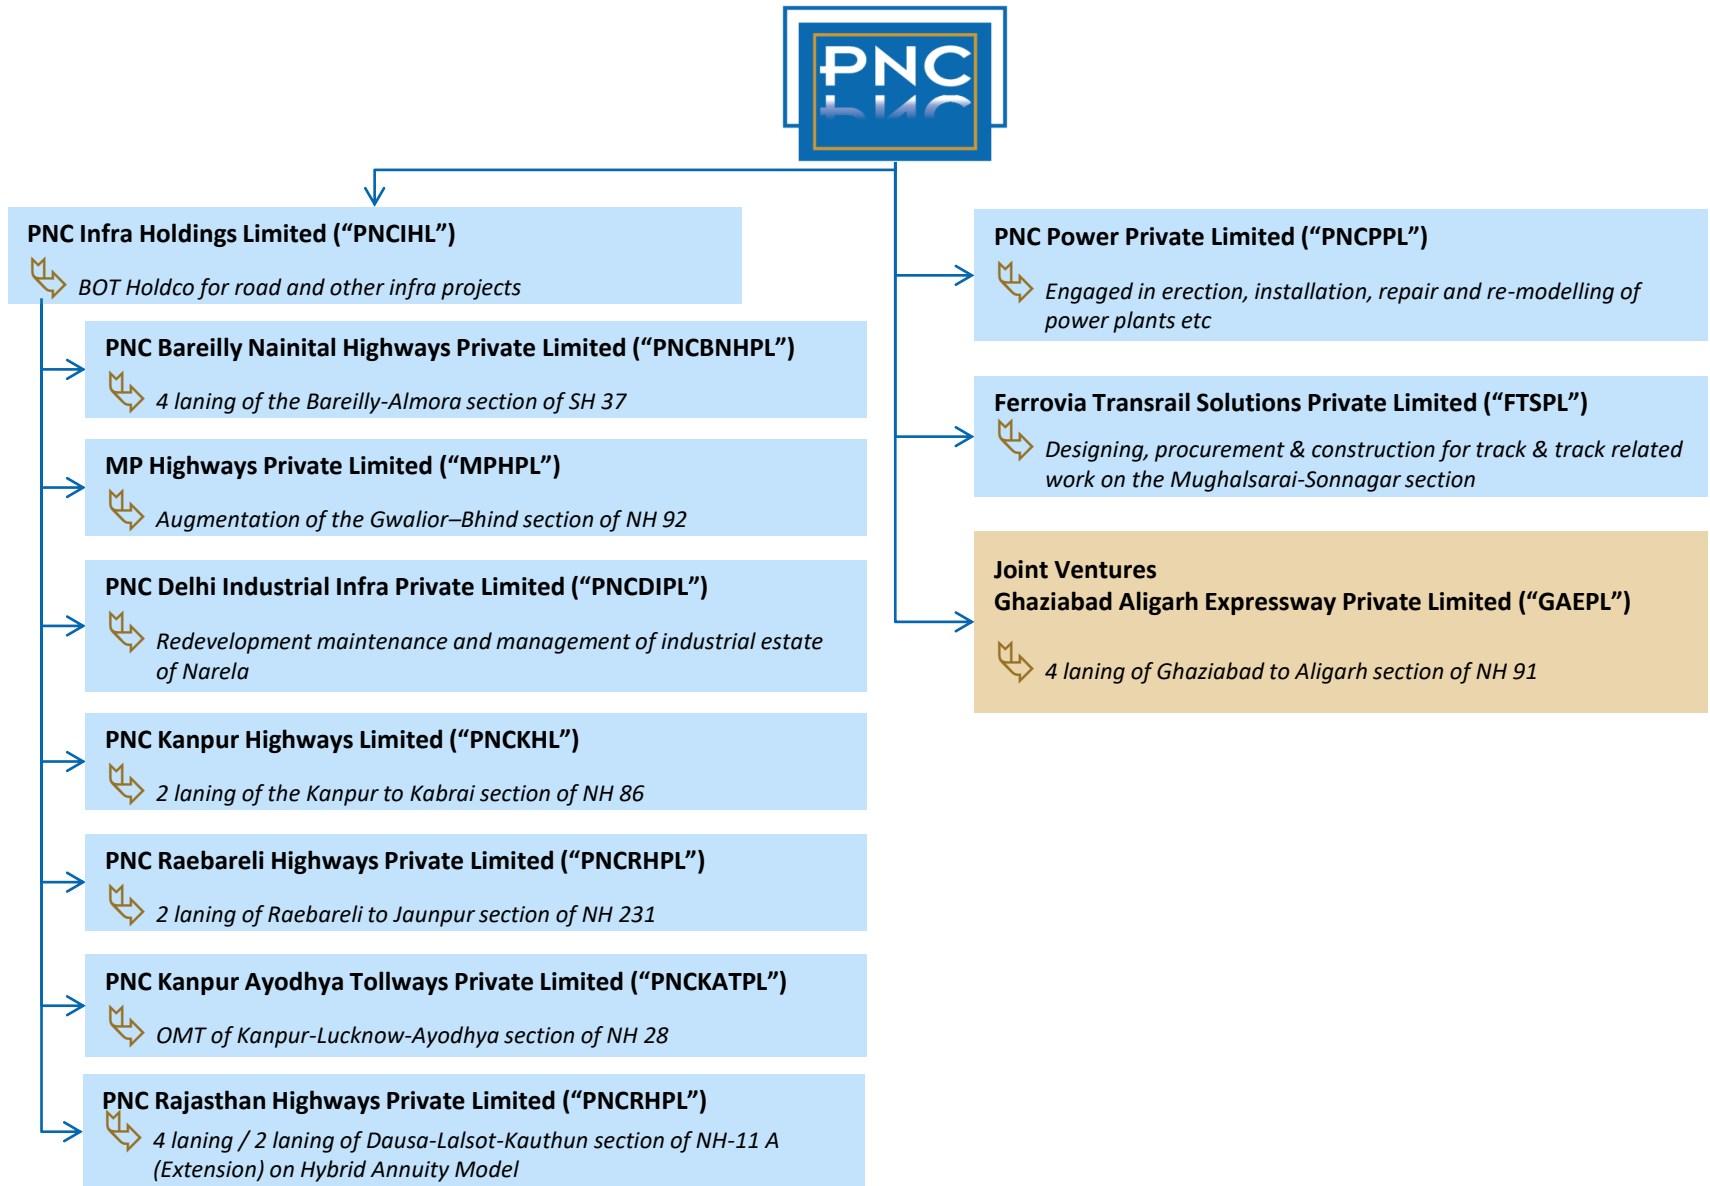 PNC
PNC Infra Holdings Limited (“PNCIHL”)
BOT Holdco for road and other infra projects
PNC Bareilly Nainital Highways Private Limited (“PNCBNHPL”)
4 laning of the Bareilly-Almora section of SH 37
MP Highways Private Limited (“MPHPL”)
Augmentation of the Gwalior–Bhind section of NH 92
PNC Delhi Industrial Infra Private Limited (“PNCDIPL”)
Redevelopment maintenance and management of industrial estate
of Narela
PNC Kanpur Highways Limited (“PNCKHL”)
2 laning of the Kanpur to Kabrai section of NH 86
PNC Raebareli Highways Private Limited (“PNCRHPL”)
2 laning of Raebareli to Jaunpur section of NH 231
PNC Kanpur Ayodhya Tollways Private Limited (“PNCKATPL”)
OMT of Kanpur-Lucknow-Ayodhya section of NH 28
PNC Rajasthan Highways Private Limited (“PNCRHPL”)
4 laning / 2 laning of Dausa-Lalsot-Kauthun section of NH-11 A
(Extension) on Hybrid Annuity Model
PNC Power Private Limited (“PNCPPL”)
Engaged in erection, installation, repair and re-modelling of
power plants etc
Ferrovia Transrail Solutions Private Limited (“FTSPL”)
Designing, procurement & construction for track & track related
work on the Mughalsarai-Sonnagar section
Joint Ventures
Ghaziabad Aligarh Expressway Private Limited (“GAEPL”)
4 laning of Ghaziabad to Aligarh section of NH 91